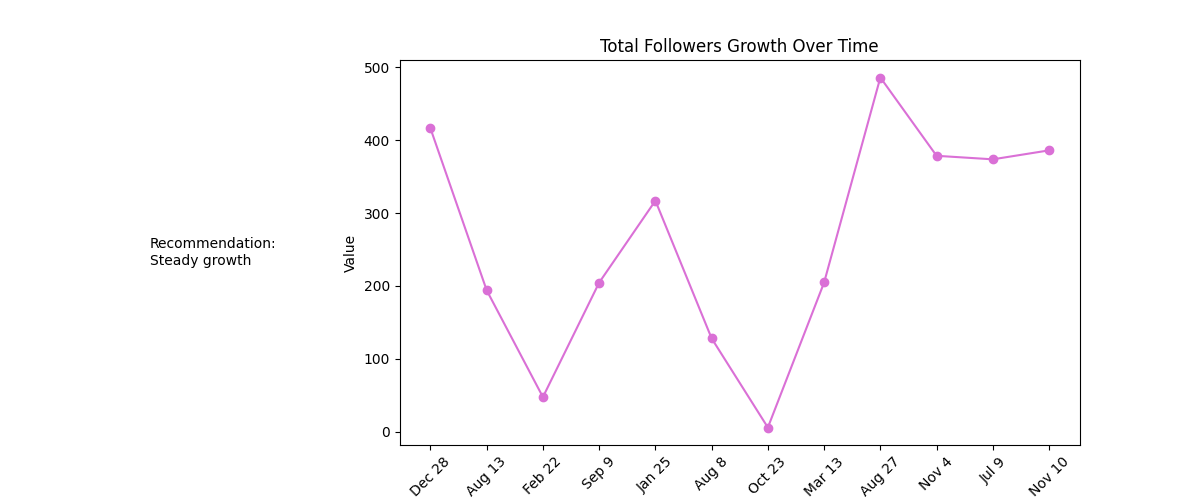 Total Followers Growth Over Time
500
400
300
200
100
0
Value
Recommendation:
Steady growth
Dec 28
Aug 13
Feb 22
Sep 9
Jan 25
Aug 8
Oct 23
Mar 13
Aug 27
Nov 4
Jul 9
Nov 10